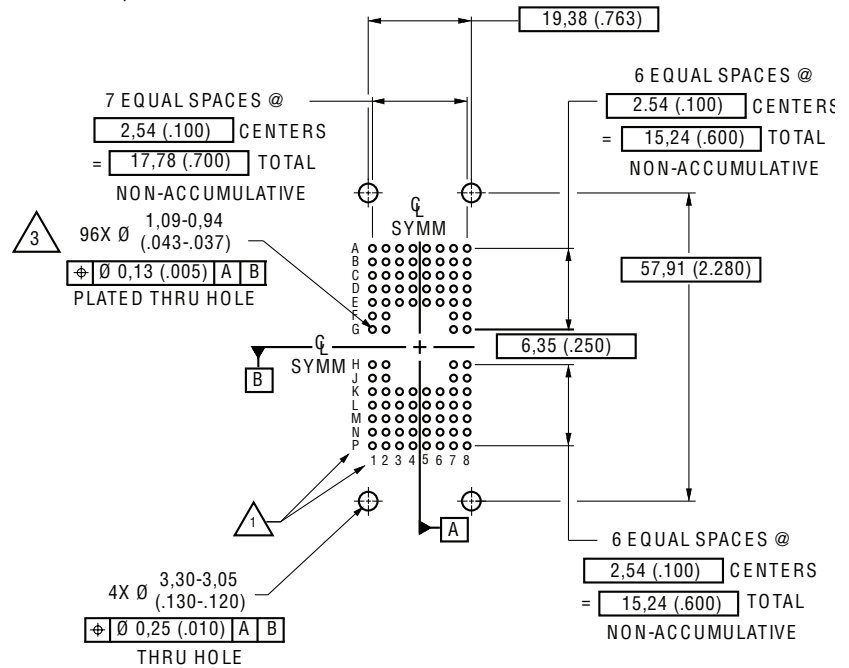 19,38 (.763)
7 EQUAL SPACES @
2,54 (.100) CENTERS
= 17,78 (.700) TOTAL
NON-ACCUMULATIVE
6 EQUAL SPACES @
2.54 (.100) CENTERS
= 15,24 (.600) TOTAL
NON-ACCUMULATIVE
3
96X Ø 1,09-0,94
(.043-.037)
⌖ Ø 0,13 (.005) A B
PLATED THRU HOLE
℄
SYMM
A
B
C
D
E
F
G
57,91 (2.280)
6,35 (.250)
℄
SYMM
B
H
J
K
L
M
N
P
1 2 3 4 5 6 7 8
1
A
4X Ø 3,30-3,05
(.130-.120)
⌖ Ø 0,25 (.010) A B
THRU HOLE
6 EQUAL SPACES @
2,54 (.100) CENTERS
= 15,24 (.600) TOTAL
NON-ACCUMULATIVE